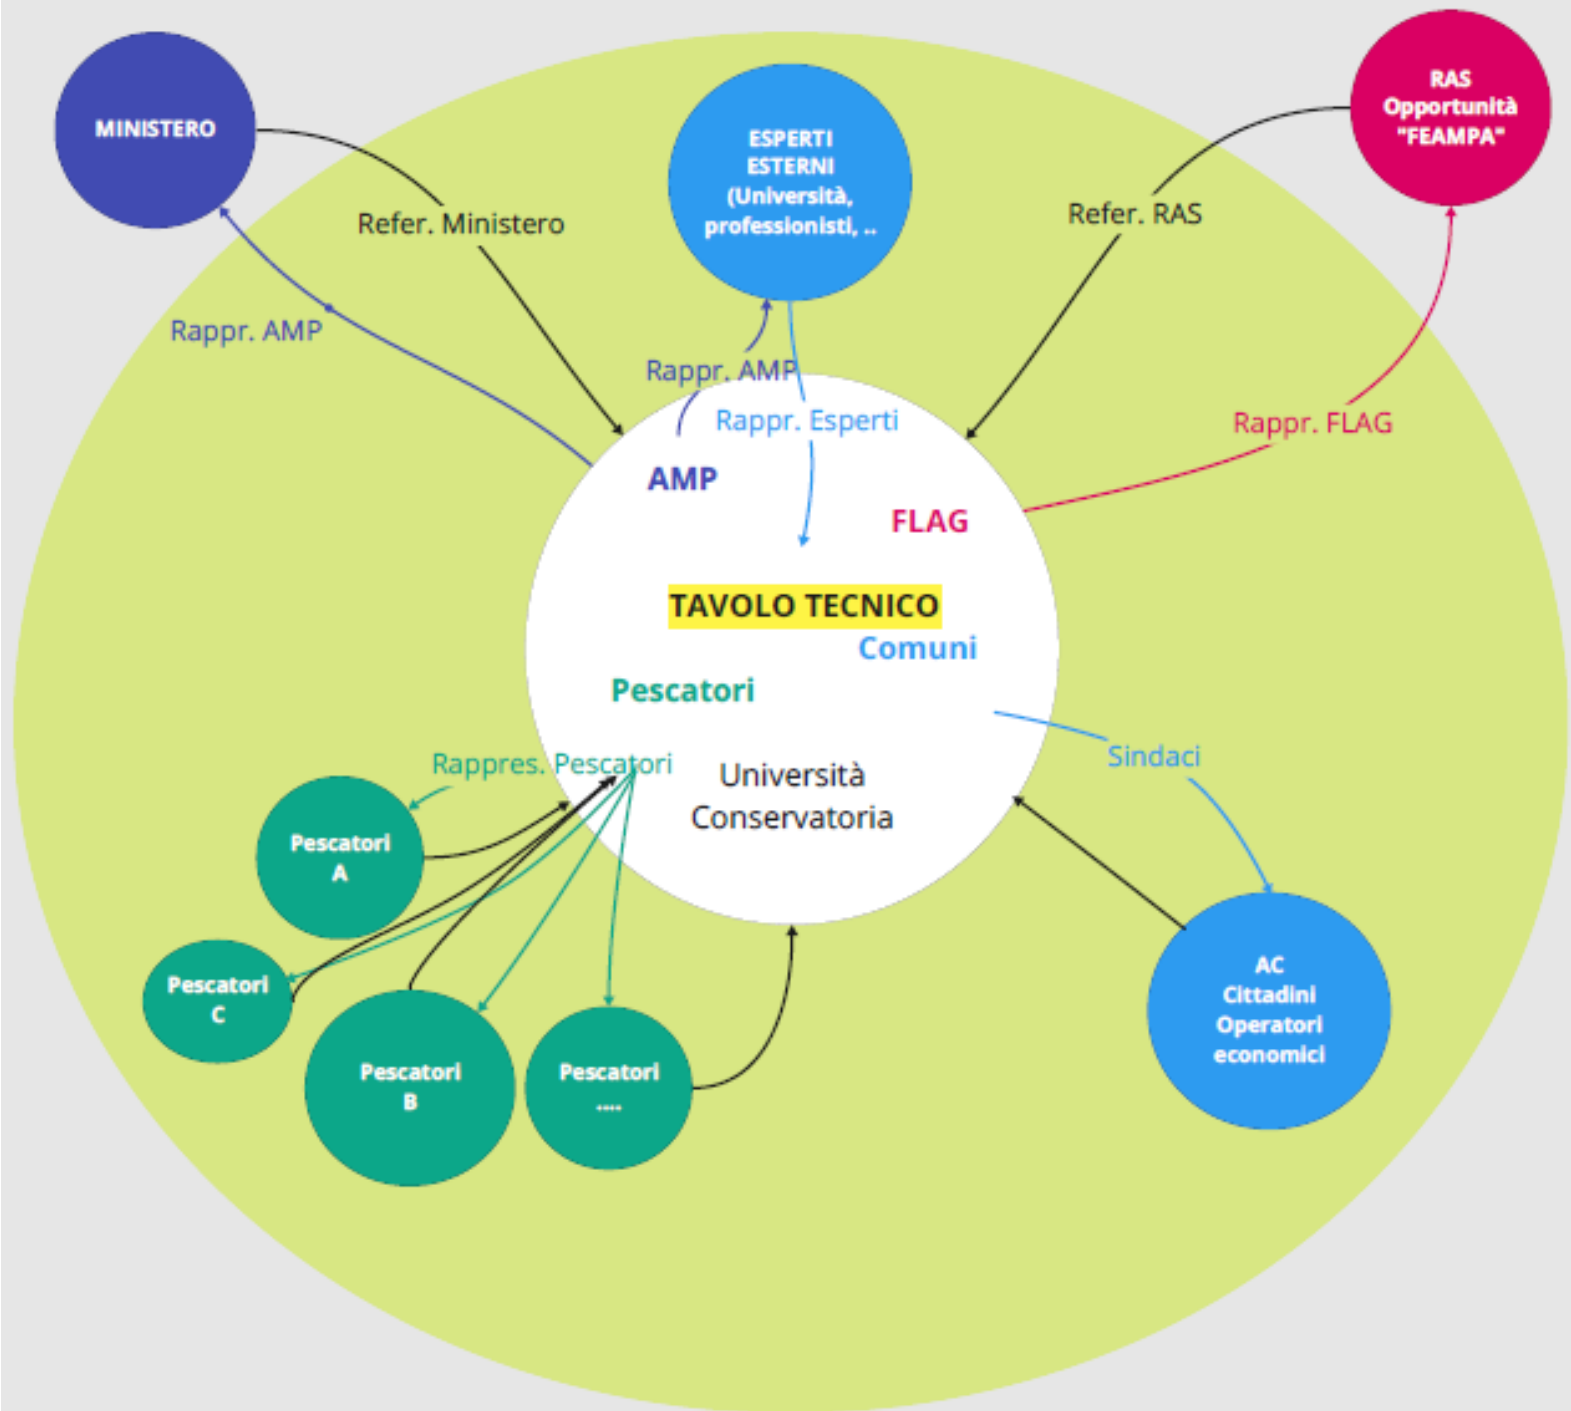 MINISTERO
ESPERTI
ESTERNI
(Università,
professionisti, ..
RAS
Opportunità
"FEAMPA"
Refer. Ministero
Refer. RAS
Rappr. AMP
Rappr. AMP
Rappr. Esperti
Rappr. FLAG
AMP
FLAG
TAVOLO TECNICO
Comuni
Pescatori
Rappres. Pescatori
Università
Conservatoria
Sindaci
Pescatori
A
Pescatori
C
Pescatori
B
Pescatori
....
AC
Cittadini
Operatori
economici